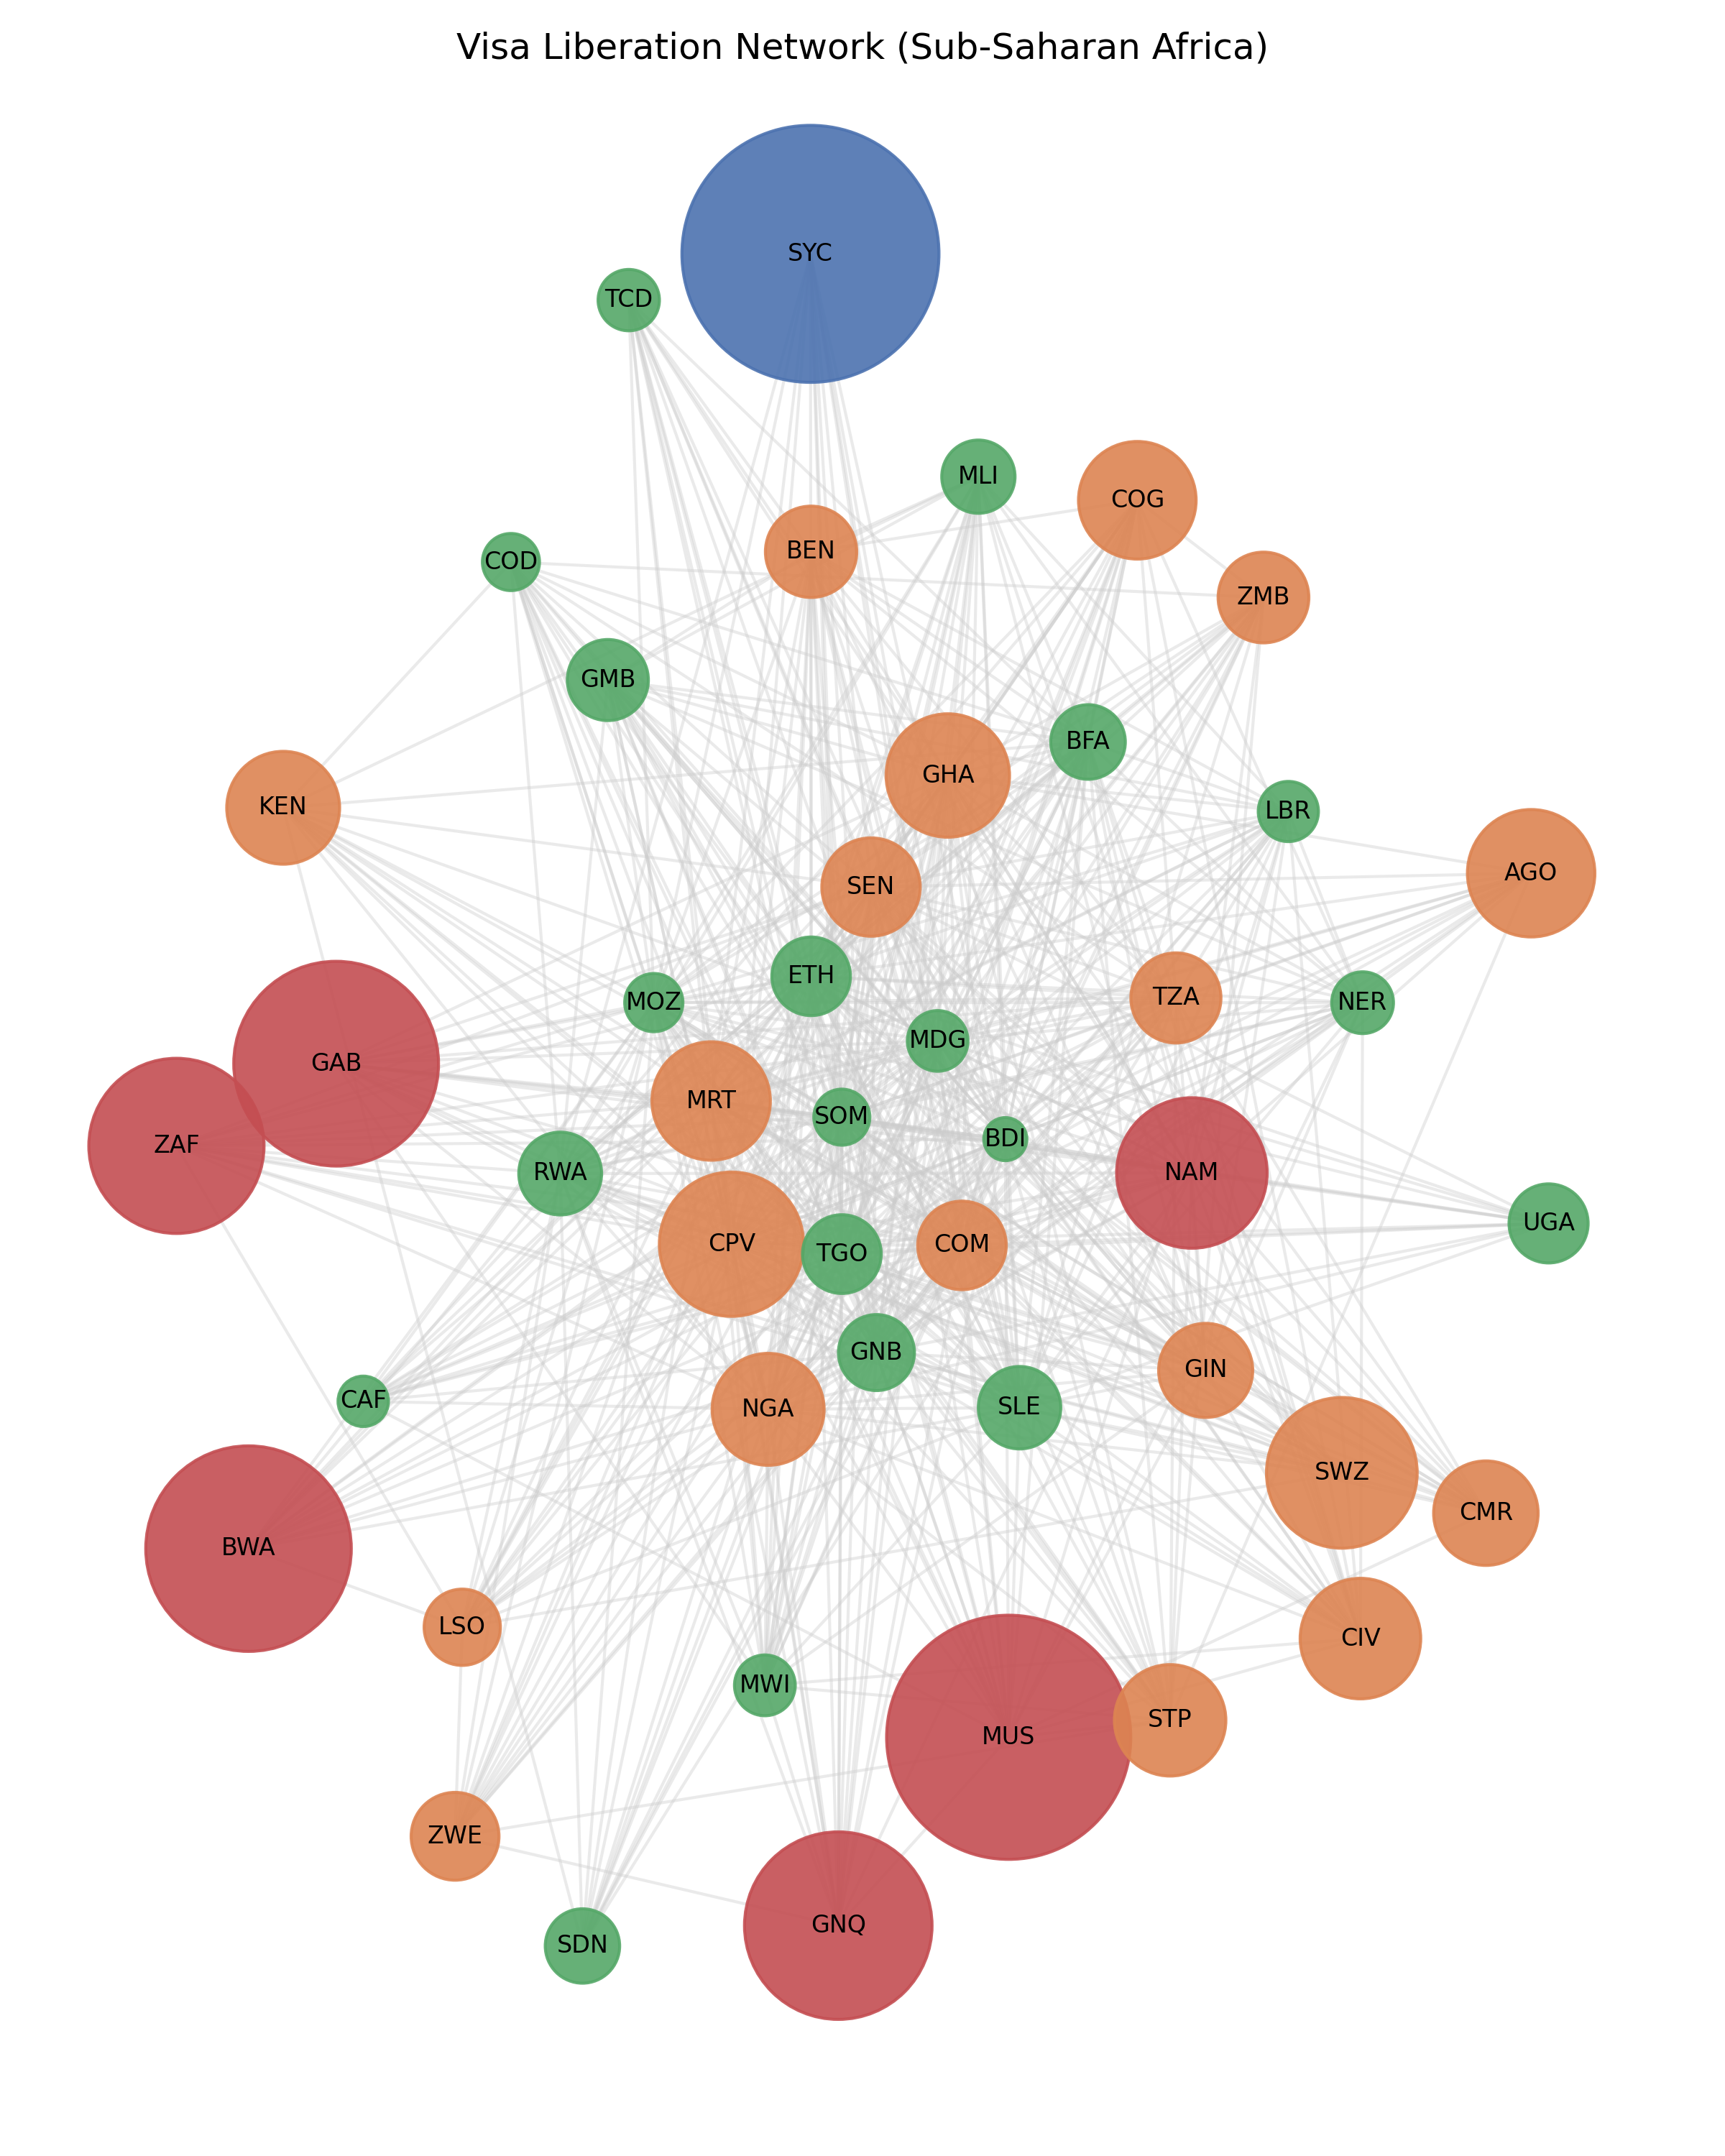 Visa Liberation Network (Sub-Saharan Africa)
SYC
TCD
MLI
COG
BEN
COD
ZMB
GMB
BFA
GHA
KEN
LBR
AGO
SEN
ETH
TZA
MOZ
NER
MDG
GAB
MRT
SOM
BDI
ZAF
RWA
NAM
UGA
CPV
COM
TGO
GNB
GIN
CAF
SLE
NGA
SWZ
CMR
BWA
LSO
CIV
MWI
STP
MUS
ZWE
GNQ
SDN